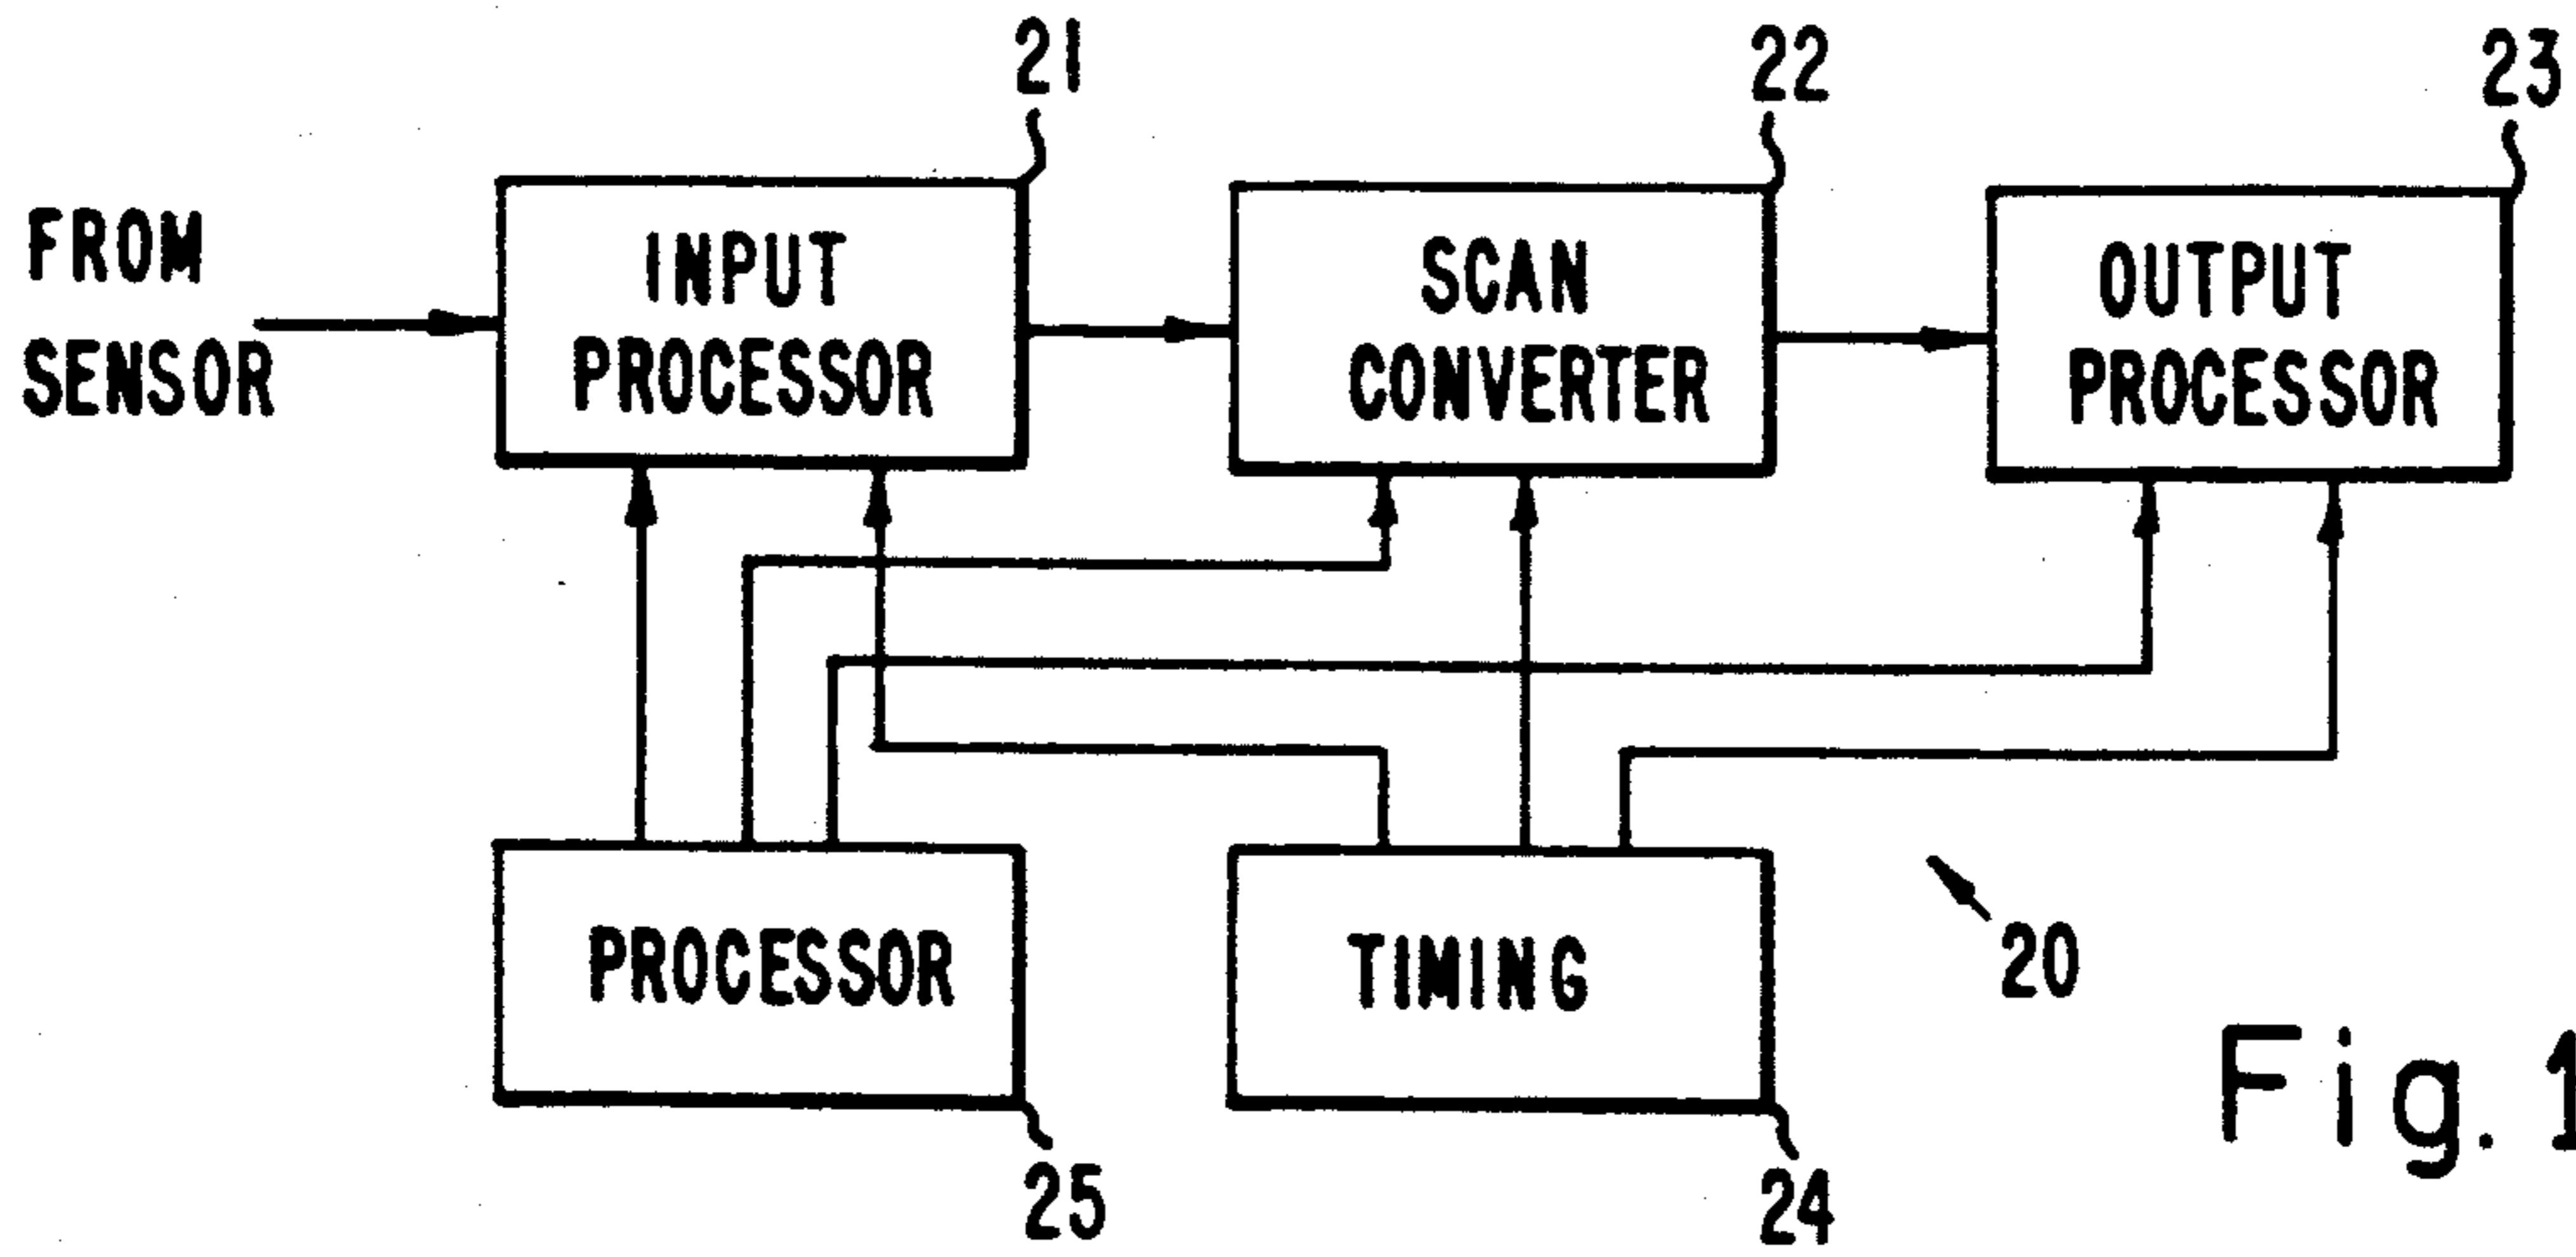 21
22
23
FROM
SENSOR
INPUT
PROCESSOR
SCAN
CONVERTER
OUTPUT
PROCESSOR
PROCESSOR
TIMING
20
25
24
Fig. 1